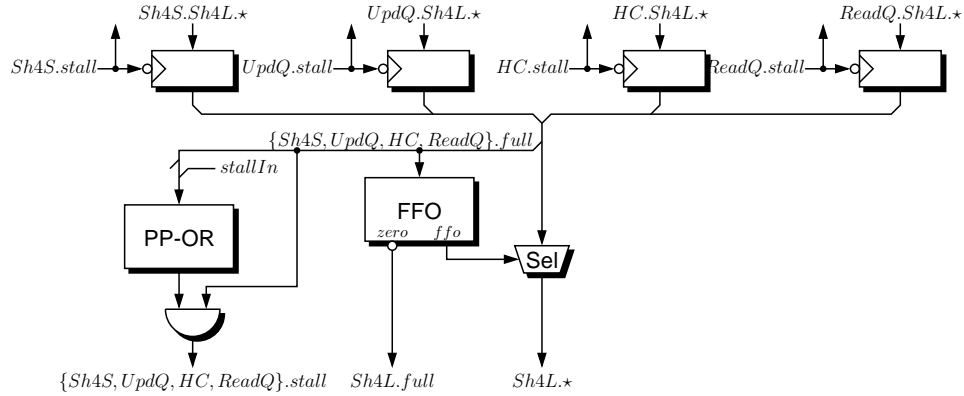 Sh4S.Sh4L.⋆ UpdQ.Sh4L.⋆ HC.Sh4L.⋆ ReadQ.Sh4L.⋆
Sh4S.stall UpdQ.stall HC.stall ReadQ.stall
{Sh4S, UpdQ, HC, ReadQ}.full
stallIn
FFO
zero ffo
PP-OR
Sel
{Sh4S, UpdQ, HC, ReadQ}.stall Sh4L.full Sh4L.⋆